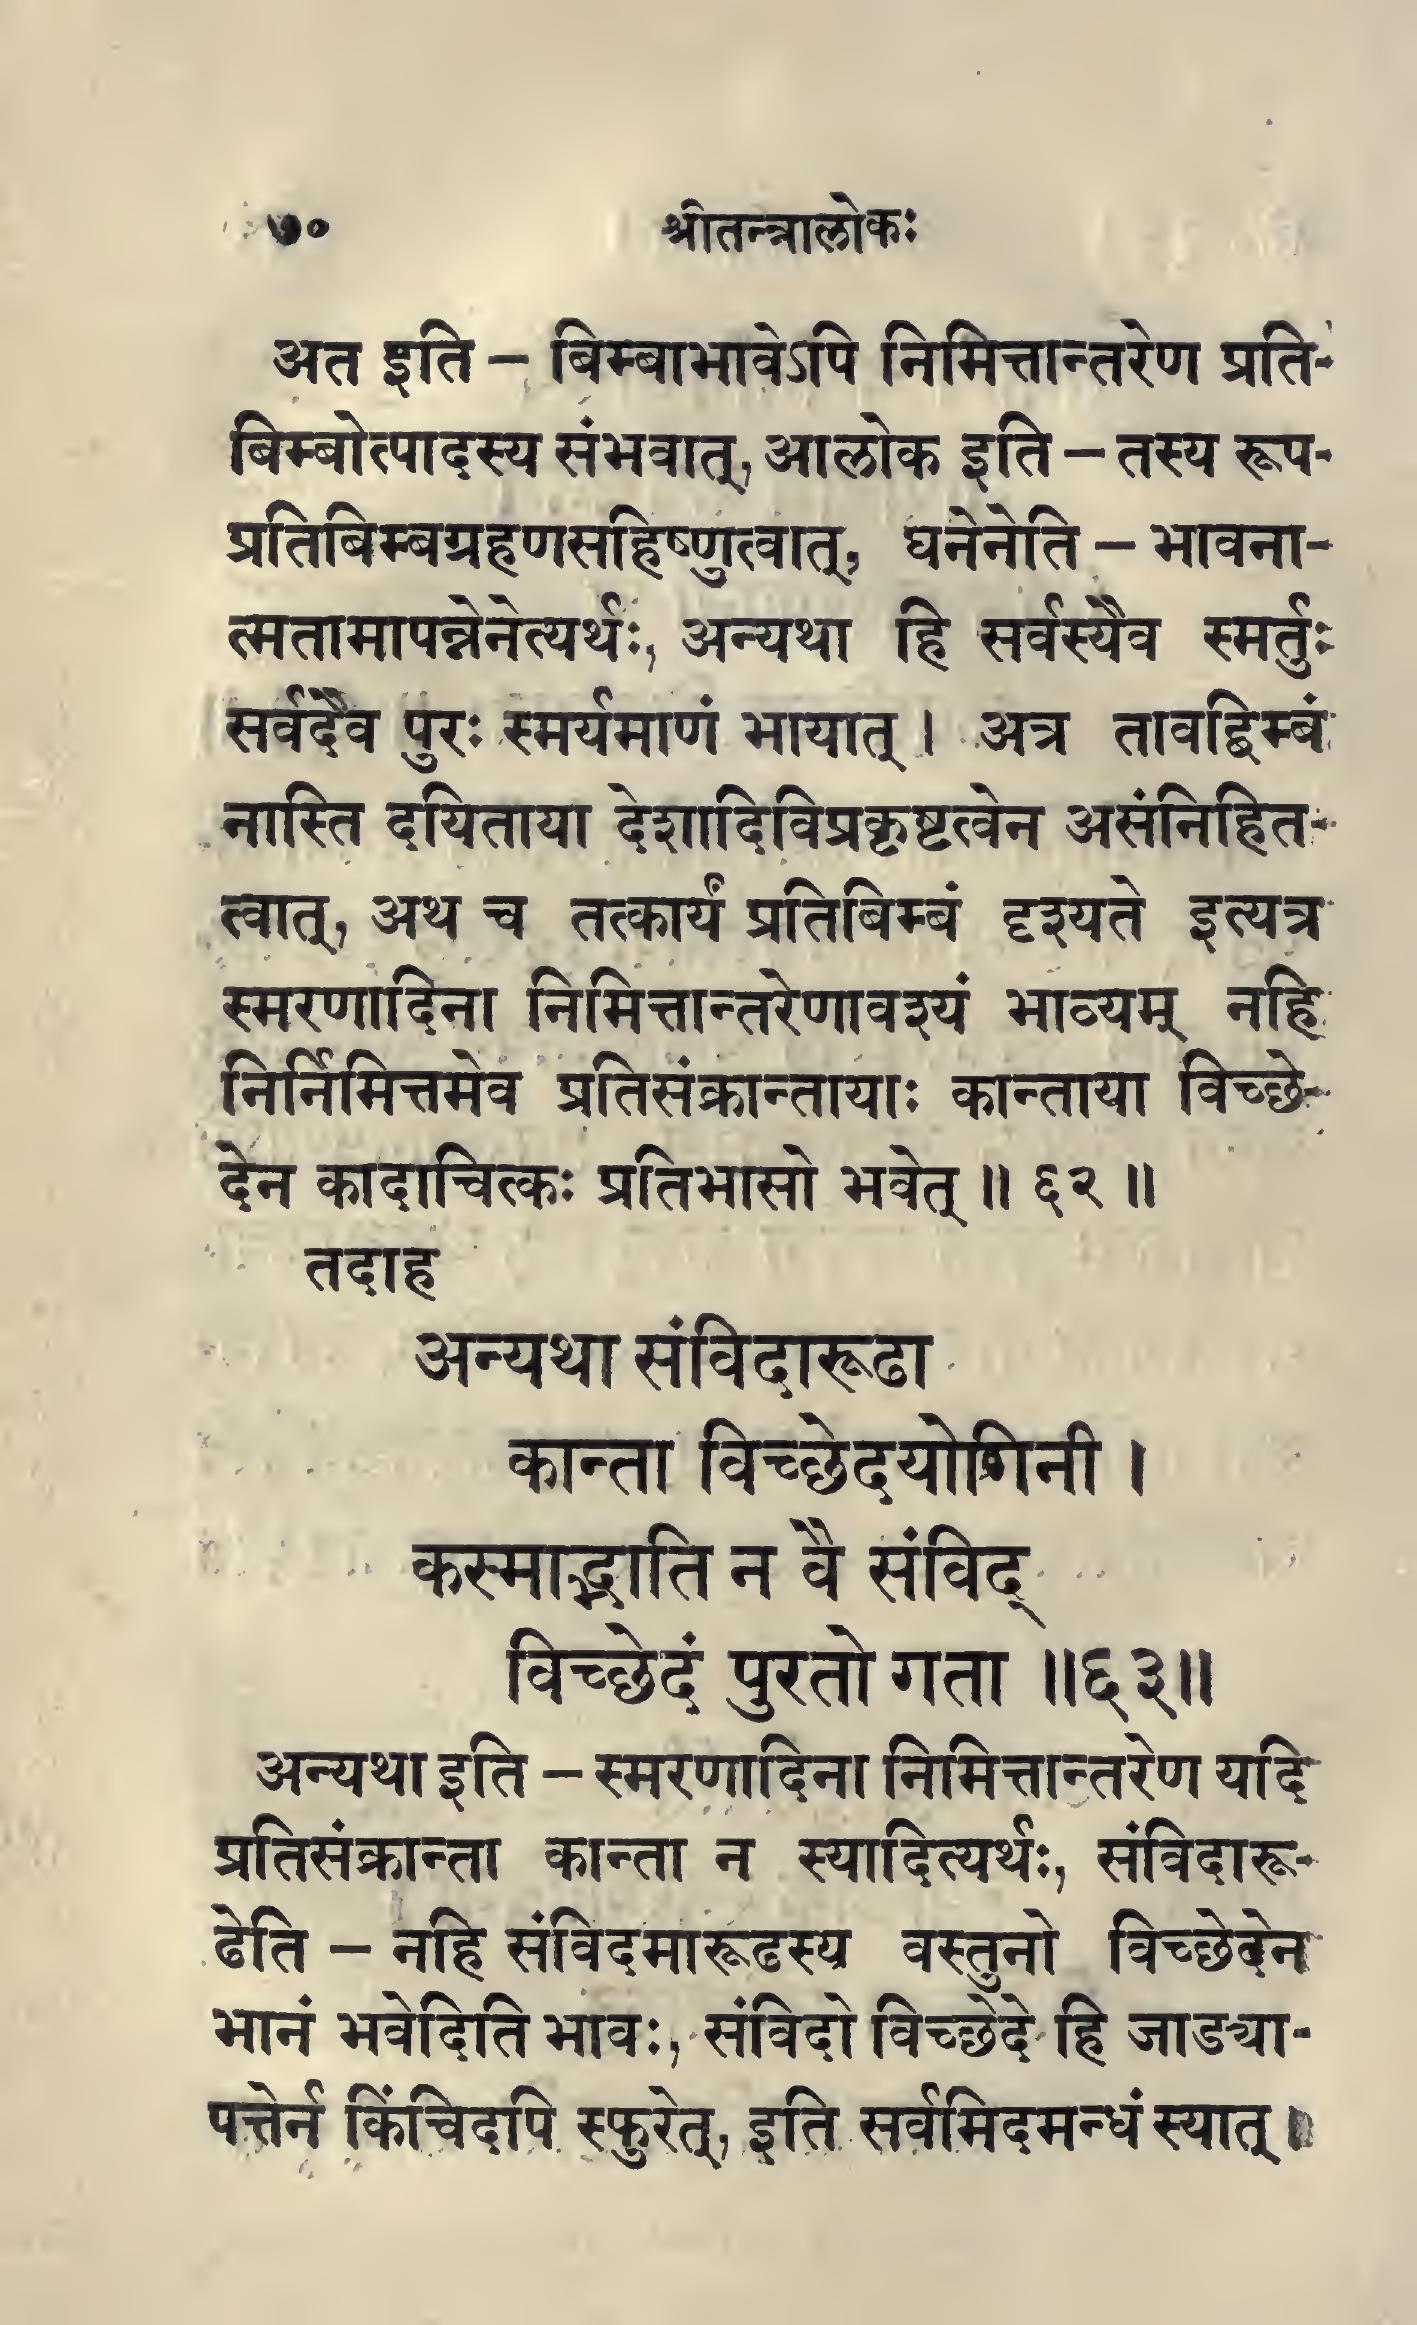 ७०
श्रीतन्त्रालोकः
अत इति – बिम्बाभावेऽपि निमित्तान्तरेण प्रति-
बिम्बोत्पादस्य संभवात्, आलोक इति – तस्य रूप-
प्रतिबिम्बग्रहणसहिष्णुत्वात्, घनेनेति – भावना-
त्मतामापन्नेनेत्यर्थः, अन्यथा हि सर्वस्यैव स्मर्तुः
सर्वदैव पुरः स्मर्यमाणं भायात् । अत्र तावद्बिम्बं
नास्ति दयिताया देशादिविप्रकृष्टत्वेन असंनिहित-
त्वात्, अथ च तत्कार्यं प्रतिबिम्बं दृश्यते इत्यत्र
स्मरणादिना निमित्तान्तरेणावश्यं भाव्यम् नहि
निर्निमित्तमेव प्रतिसंक्रान्तायाः कान्ताया विच्छे-
देन कादाचित्कः प्रतिभासो भवेत् ॥ ६२ ॥
तदाह
अन्यथा संविदारूढा
कान्ता विच्छेदयोगिनी ।
कस्माद्भाति न वै संविद्
विच्छेदं पुरतो गता ॥६३॥
अन्यथा इति – स्मरणादिना निमित्तान्तरेण यदि
प्रतिसंक्रान्ता कान्ता न स्यादित्यर्थः, संविदारू-
ढेति – नहि संविदमारूढस्य वस्तुनो विच्छेदेन
भानं भवेदिति भावः, संविदो विच्छेदे हि जाड्या-
पत्तेर्न किंचिदपि स्फुरेत्, इति सर्वमिदमन्धं स्यात् ।